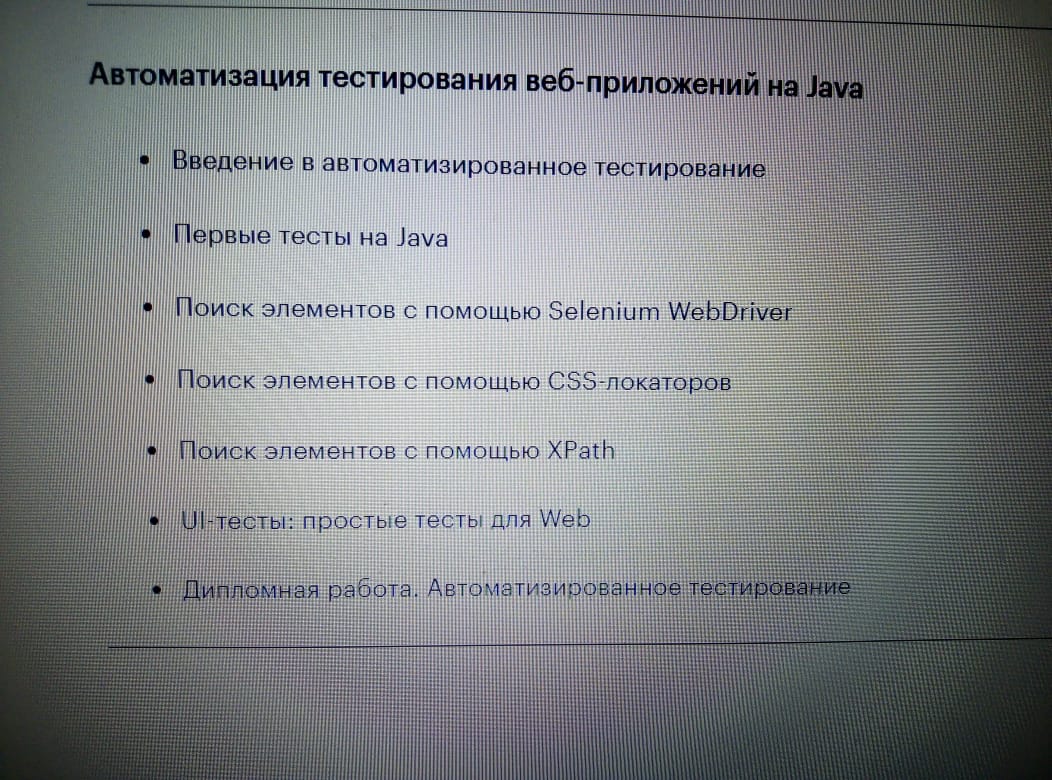 Автоматизация тестирования веб-приложений на Java
• Введение в автоматизированное тестирование
• Первые тесты на Java
• Поиск элементов с помощью Selenium WebDriver
• Поиск элементов с помощью CSS-локаторов
• Поиск элементов с помощью XPath
• UI-тесты: простые тесты для Web
• Дипломная работа. Автоматизированное тестирование